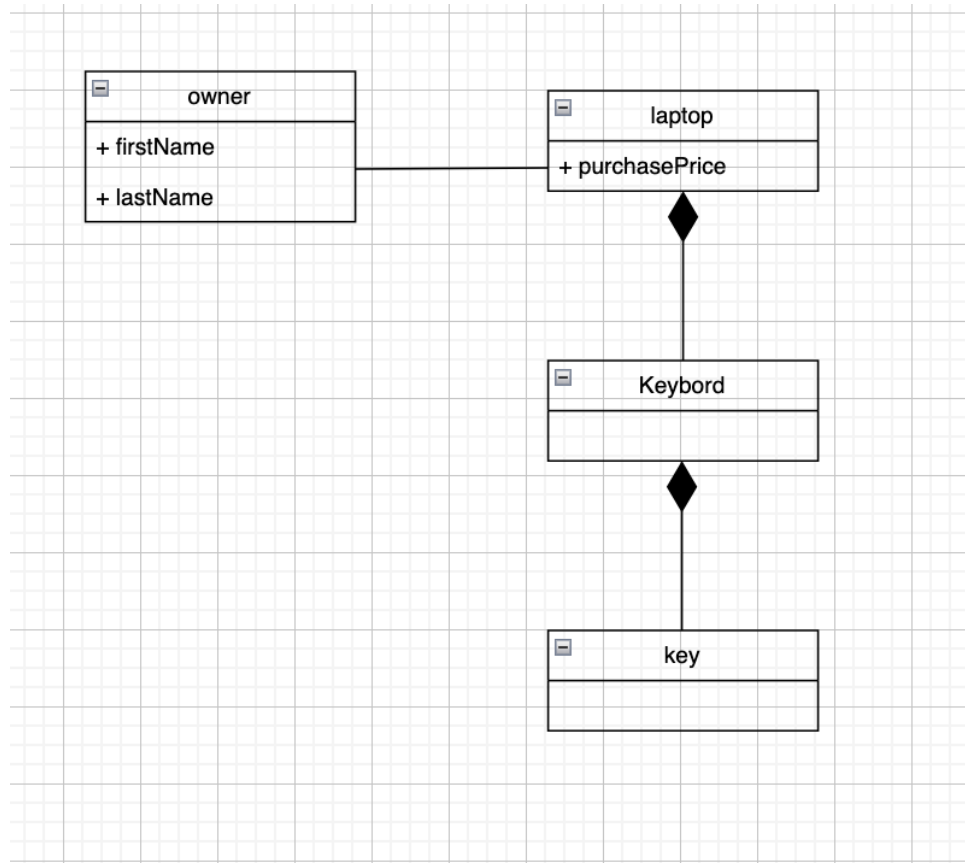 owner
+ firstName
+ lastName
laptop
+ purchasePrice
Keybord
key